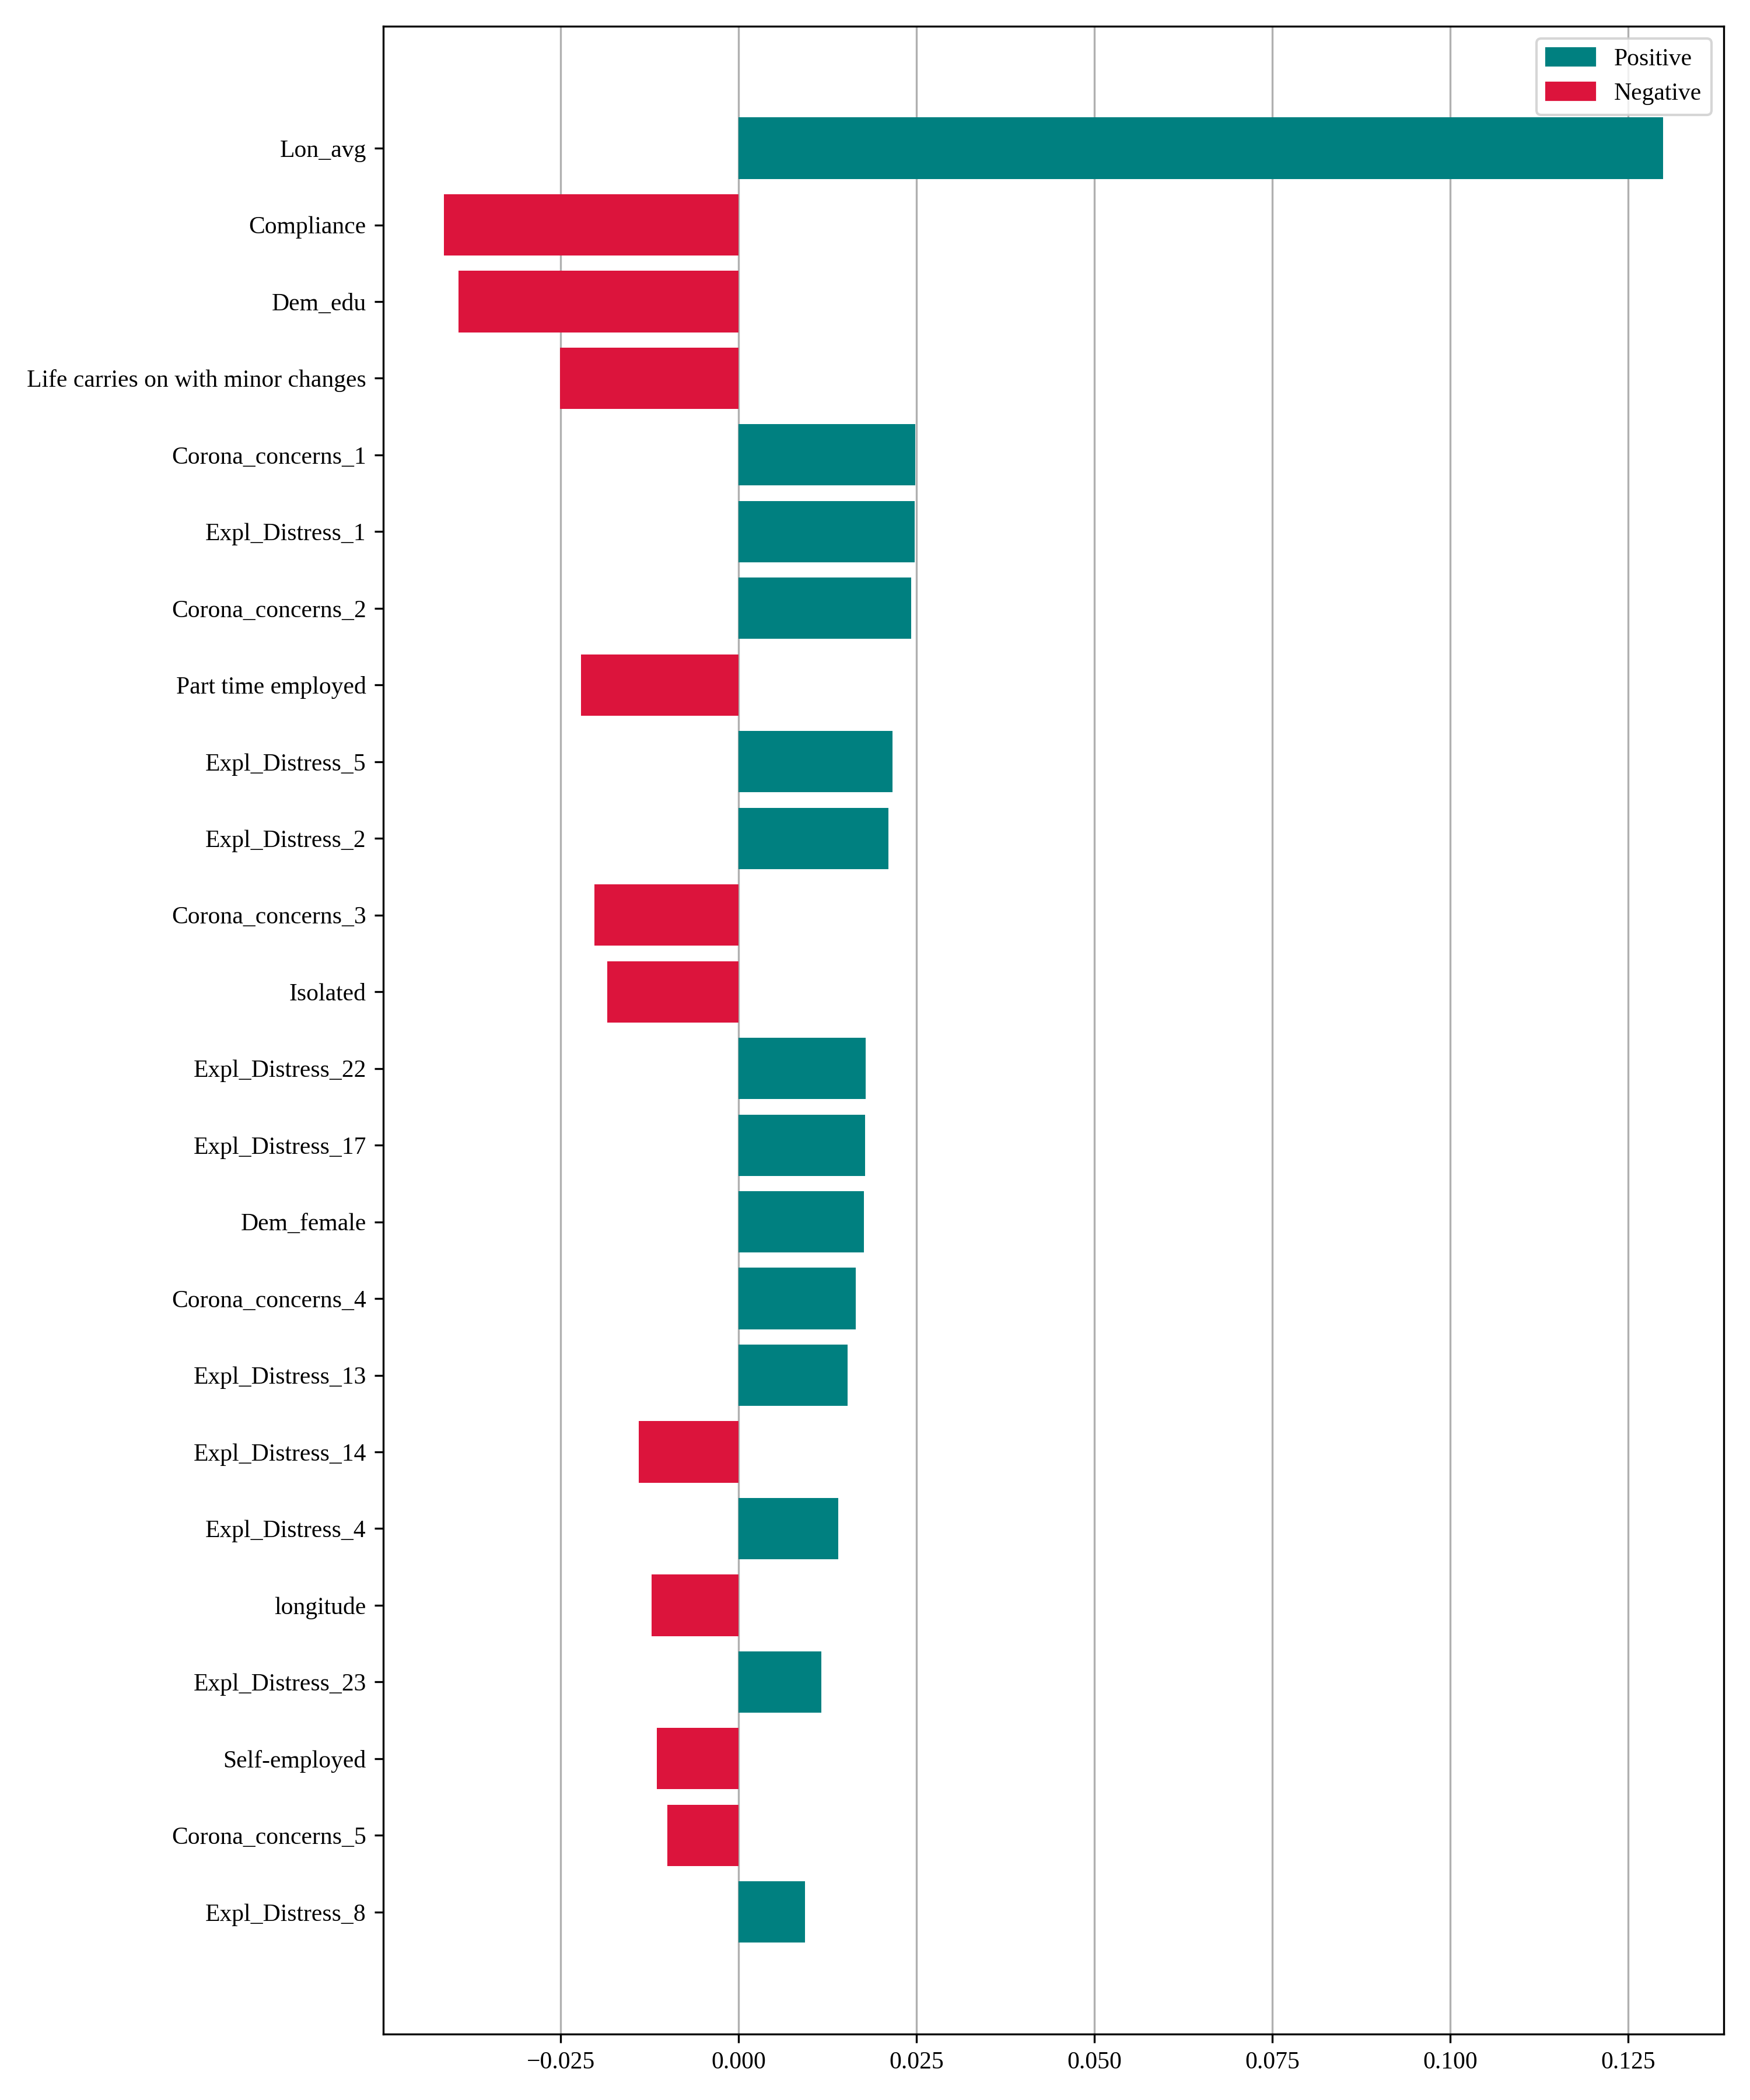 Positive
Negative
Lon_avg
Compliance
Dem_edu
Life carries on with minor changes
Corona_concerns_1
Expl_Distress_1
Corona_concerns_2
Part time employed
Expl_Distress_5
Expl_Distress_2
Corona_concerns_3
Isolated
Expl_Distress_22
Expl_Distress_17
Dem_female
Corona_concerns_4
Expl_Distress_13
Expl_Distress_14
Expl_Distress_4
longitude
Expl_Distress_23
Self-employed
Corona_concerns_5
Expl_Distress_8
−0.025 0.000 0.025 0.050 0.075 0.100 0.125